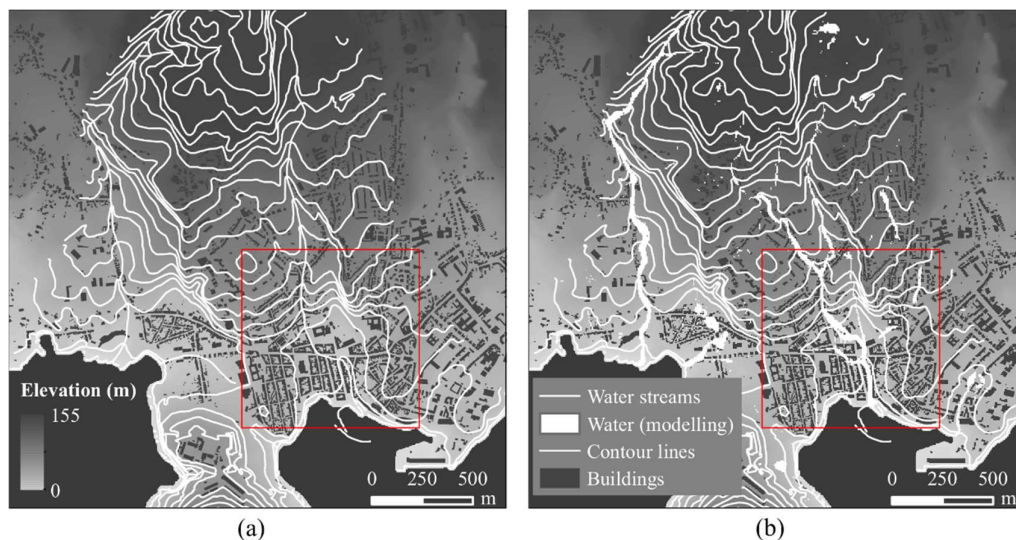 Elevation (m)
155
0
0 250 500
m
Water streams
Water (modelling)
Contour lines
Buildings
0 250 500
m
(a)
(b)